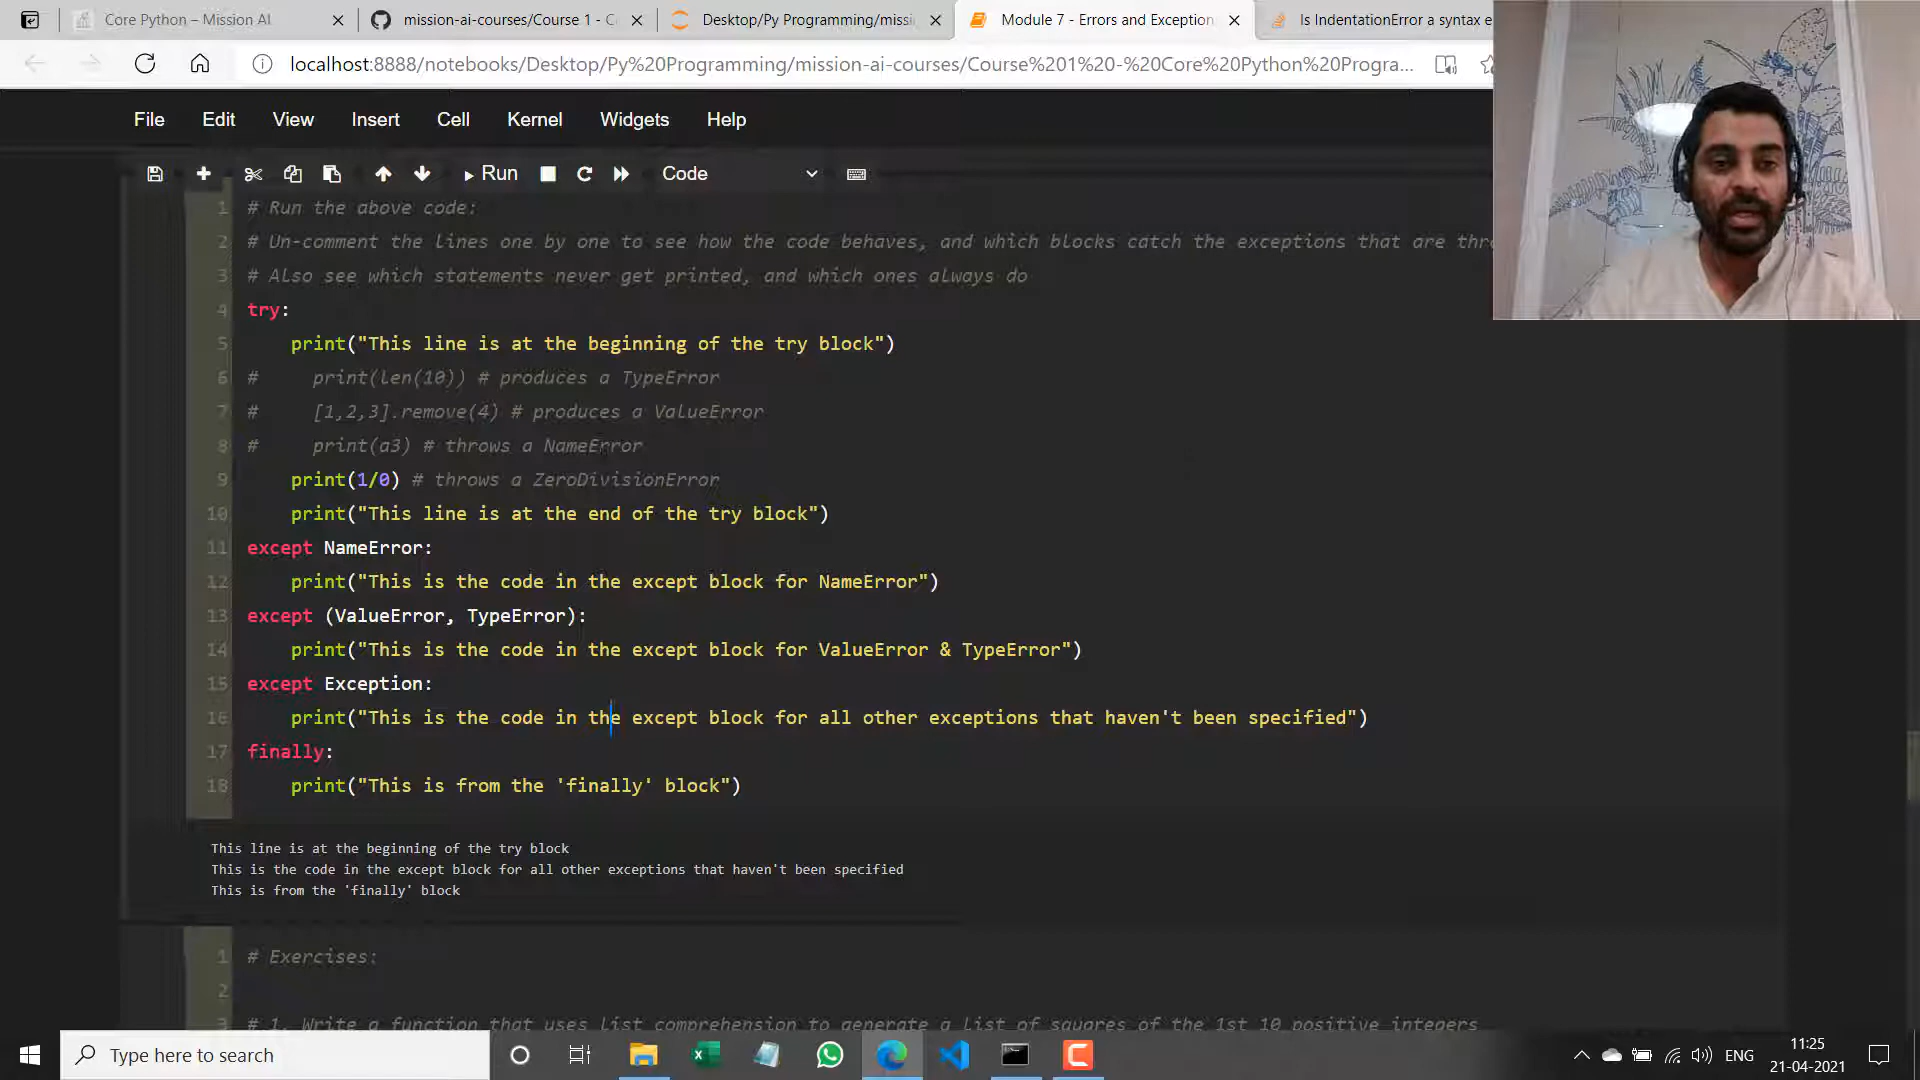 Core Python – Mission AI
mission-ai-courses/Course 1 - C
Desktop/Py Programming/missi
Module 7 - Errors and Exception
Is IndentationError a syntax e
localhost:8888/notebooks/Desktop/Py%20Programming/mission-ai-courses/Course%201%20-%20Core%20Python%20Progra...
File Edit View Insert Cell Kernel Widgets Help
Run Code
1 # Run the above code:
2 # Un-comment the lines one by one to see how the code behaves, and which blocks catch the exceptions that are thr
3 # Also see which statements never get printed, and which ones always do
4 try:
5 print("This line is at the beginning of the try block")
6 # print(len(10)) # produces a TypeError
7 # [1,2,3].remove(4) # produces a ValueError
8 # print(a3) # throws a NameError
9 print(1/0) # throws a ZeroDivisionError
10 print("This line is at the end of the try block")
11 except NameError:
12 print("This is the code in the except block for NameError")
13 except (ValueError, TypeError):
14 print("This is the code in the except block for ValueError & TypeError")
15 except Exception:
16 print("This is the code in the except block for all other exceptions that haven't been specified")
17 finally:
18 print("This is from the 'finally' block")
This line is at the beginning of the try block
This is the code in the except block for all other exceptions that haven't been specified
This is from the 'finally' block
1 # Exercises:
2
3 # 1. Write a function that uses list comprehension to generate a list of squares of the 1st 10 positive integers
Type here to search
ENG
11:25
21-04-2021